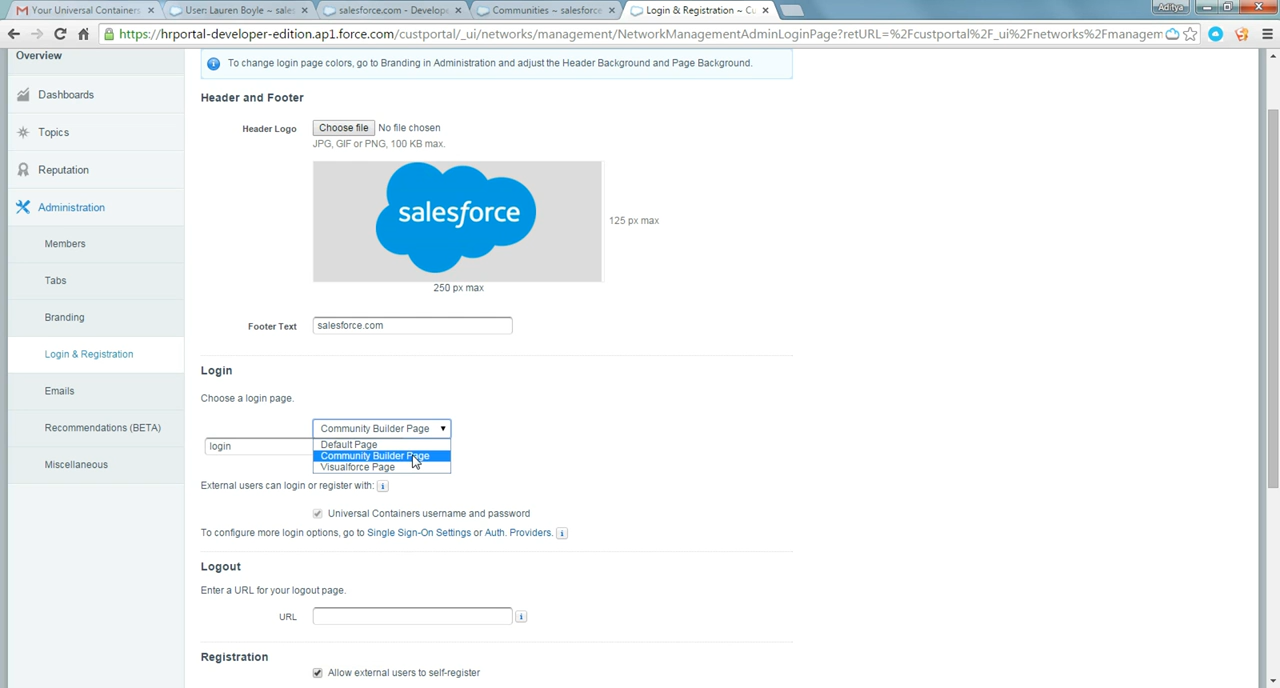 Your Universal Containers
User: Lauren Boyle ~ sales
salesforce.com - Develope
Communities ~ salesforce
Login & Registration ~ Cu
Aditya
https://hrportal-developer-edition.ap1.force.com/custportal/_ui/networks/management/NetworkManagementAdminLoginPage?retURL=%2Fcustportal%2F_ui%2Fnetworks%2Fmanagem
Overview
Dashboards
Topics
Reputation
Administration
Members
Tabs
Branding
Login & Registration
Emails
Recommendations (BETA)
Miscellaneous
To change login page colors, go to Branding in Administration and adjust the Header Background and Page Background.
Header and Footer
Header Logo Choose file No file chosen
JPG, GIF or PNG, 100 KB max.
salesforce
125 px max
250 px max
Footer Text salesforce.com
Login
Choose a login page.
Community Builder Page
login
Default Page
Community Builder Page
Visualforce Page
External users can login or register with:
Universal Containers username and password
To configure more login options, go to Single Sign-On Settings or Auth. Providers.
Logout
Enter a URL for your logout page.
URL
Registration
Allow external users to self-register